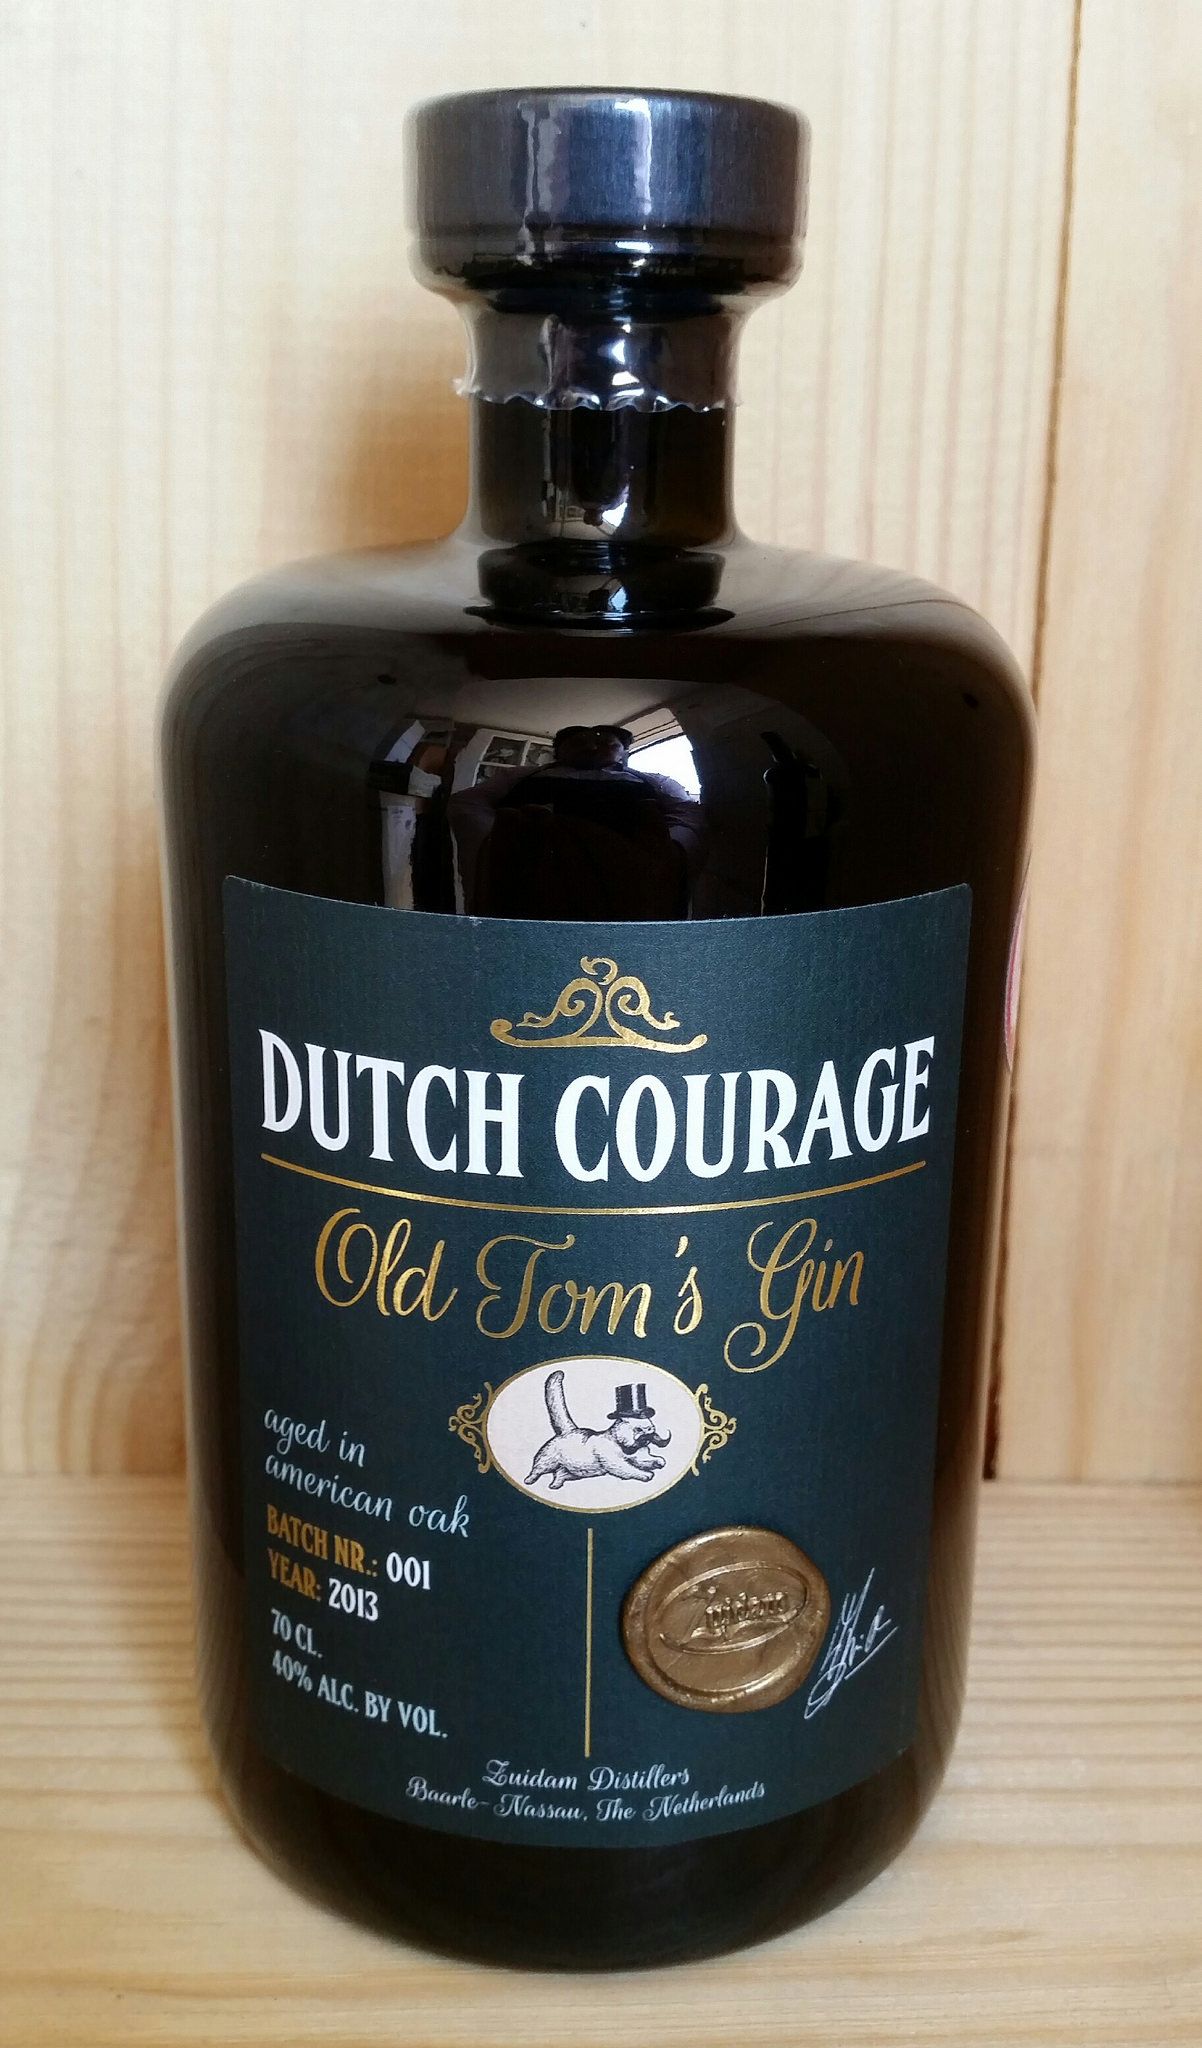 DUTCH COURAGE
Old Tom's Gin
aged in
american oak
BATCH NR.: 001
YEAR: 2013
70 CL.
40% ALC. BY VOL.
Zuidam
Zuidam Distillers
Baarle-Nassau, The Netherlands